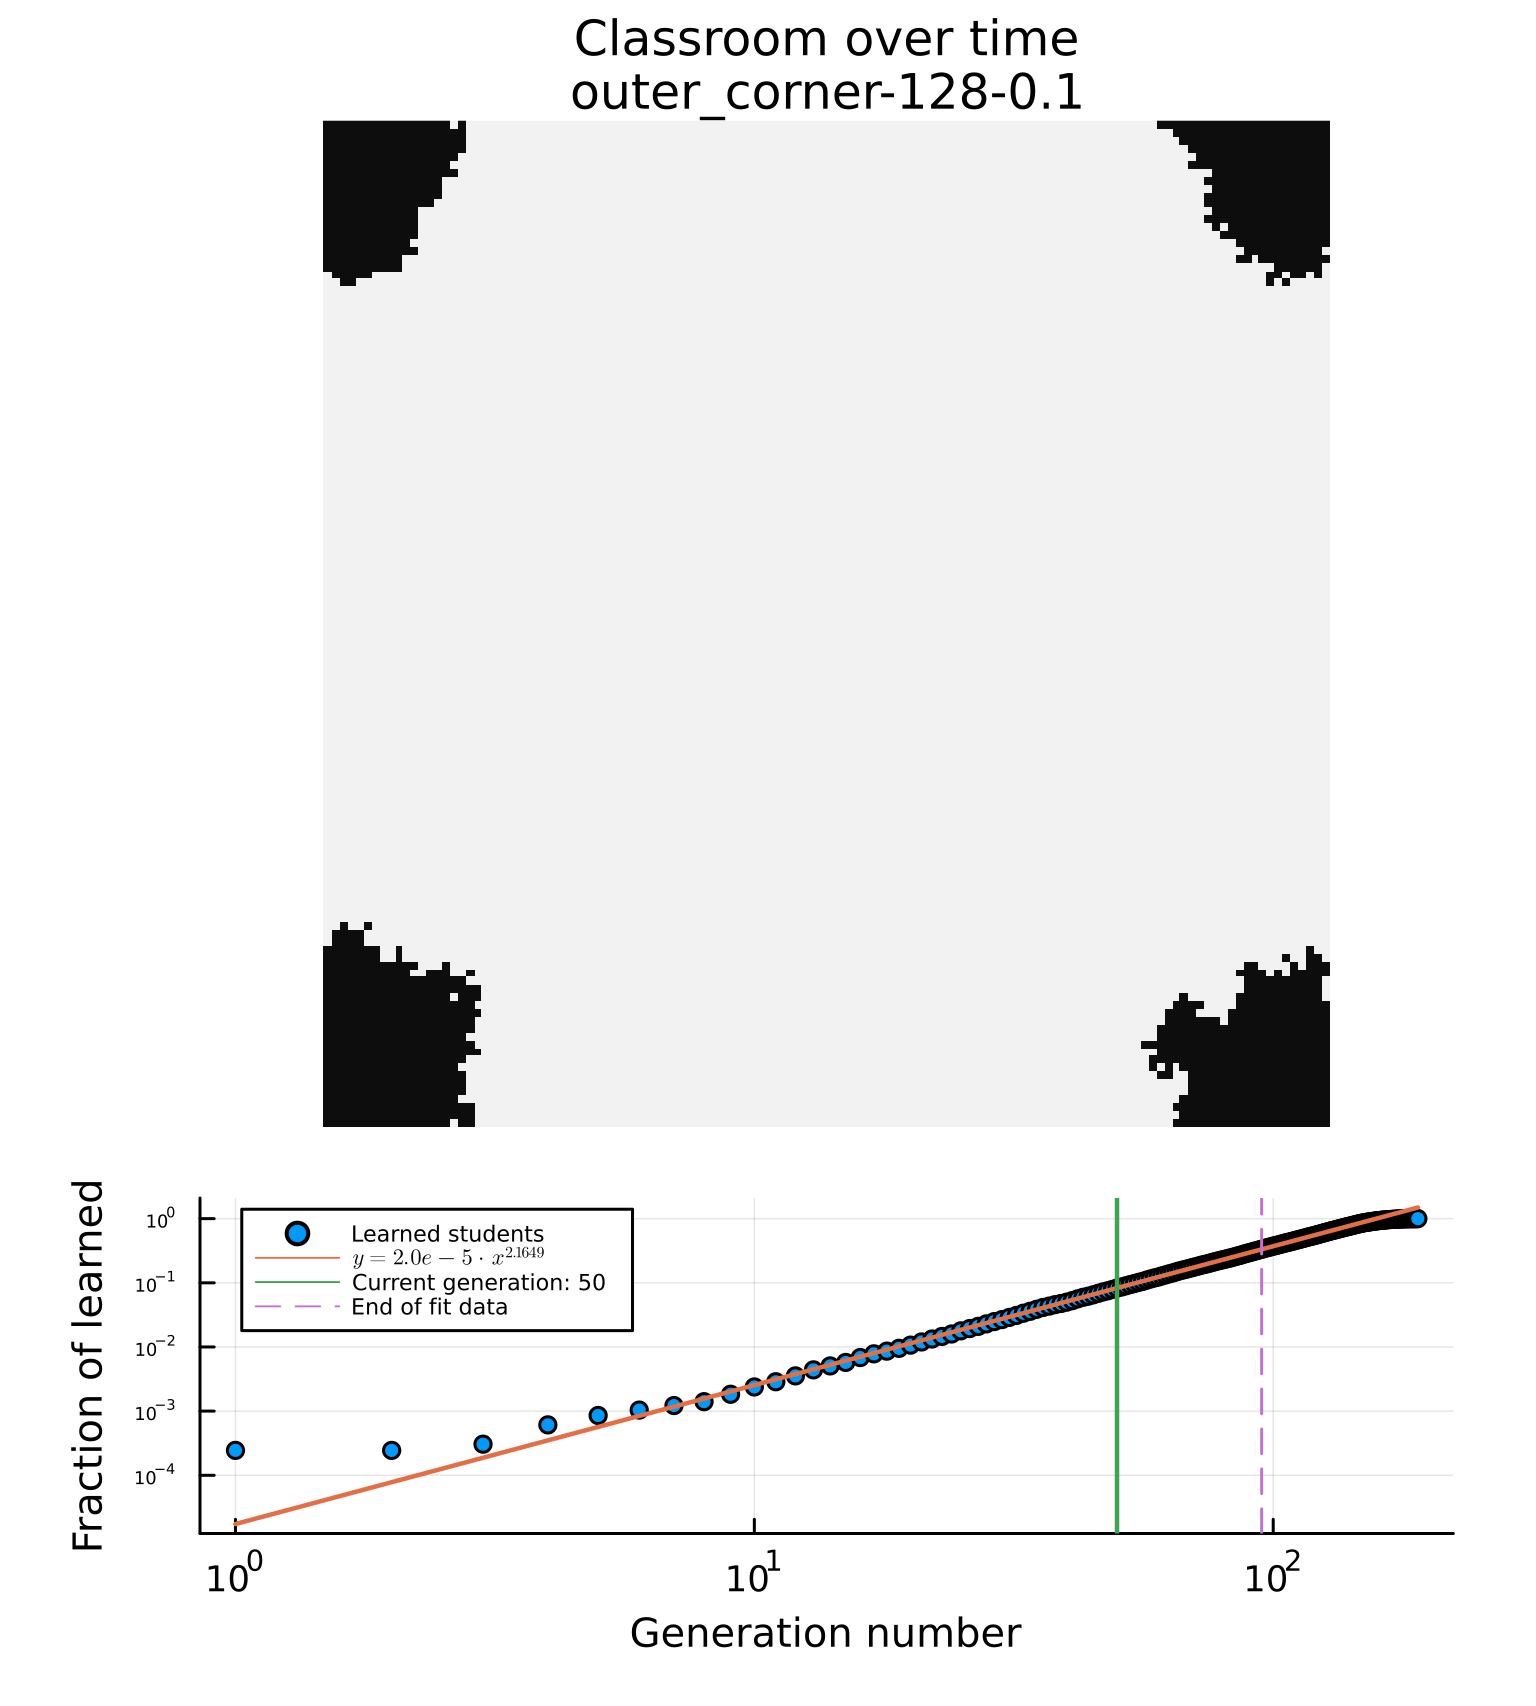 Classroom over time
outer_corner-128-0.1
Fraction of learned
10^0
10^-1
10^-2
10^-3
10^-4
Learned students
y = 2.0e - 5 · x^2.1649
Current generation: 50
End of fit data
10^0 10^1 10^2
Generation number